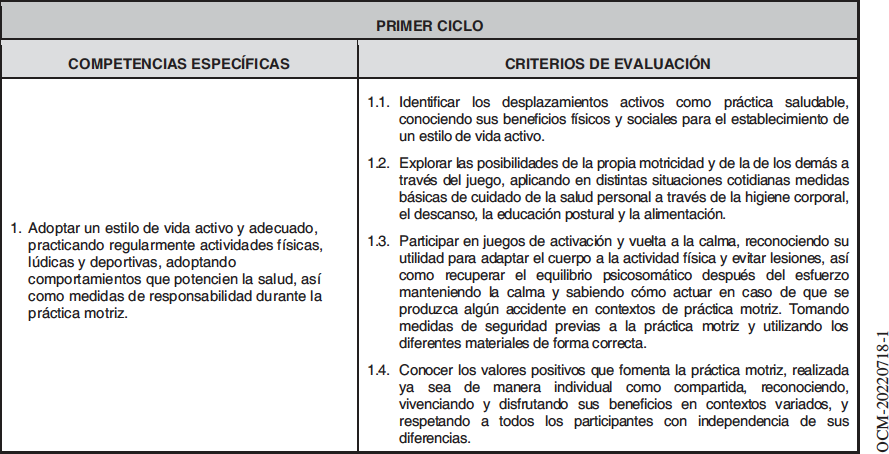 PRIMER CICLO
COMPETENCIAS ESPECÍFICAS
CRITERIOS DE EVALUACIÓN
1. Adoptar un estilo de vida activo y adecuado,
practicando regularmente actividades físicas,
lúdicas y deportivas, adoptando
comportamientos que potencien la salud, así
como medidas de responsabilidad durante la
práctica motriz.
1.1. Identificar los desplazamientos activos como práctica saludable,
conociendo sus beneficios físicos y sociales para el establecimiento de
un estilo de vida activo.
1.2. Explorar las posibilidades de la propia motricidad y de la de los demás a
través del juego, aplicando en distintas situaciones cotidianas medidas
básicas de cuidado de la salud personal a través de la higiene corporal,
el descanso, la educación postural y la alimentación.
1.3. Participar en juegos de activación y vuelta a la calma, reconociendo su
utilidad para adaptar el cuerpo a la actividad física y evitar lesiones, así
como recuperar el equilibrio psicosomático después del esfuerzo
manteniendo la calma y sabiendo cómo actuar en caso de que se
produzca algún accidente en contextos de práctica motriz. Tomando
medidas de seguridad previas a la práctica motriz y utilizando los
diferentes materiales de forma correcta.
1.4. Conocer los valores positivos que fomenta la práctica motriz, realizada
ya sea de manera individual como compartida, reconociendo,
vivenciando y disfrutando sus beneficios en contextos variados, y
respetando a todos los participantes con independencia de sus
diferencias.
OCM-20220718-1